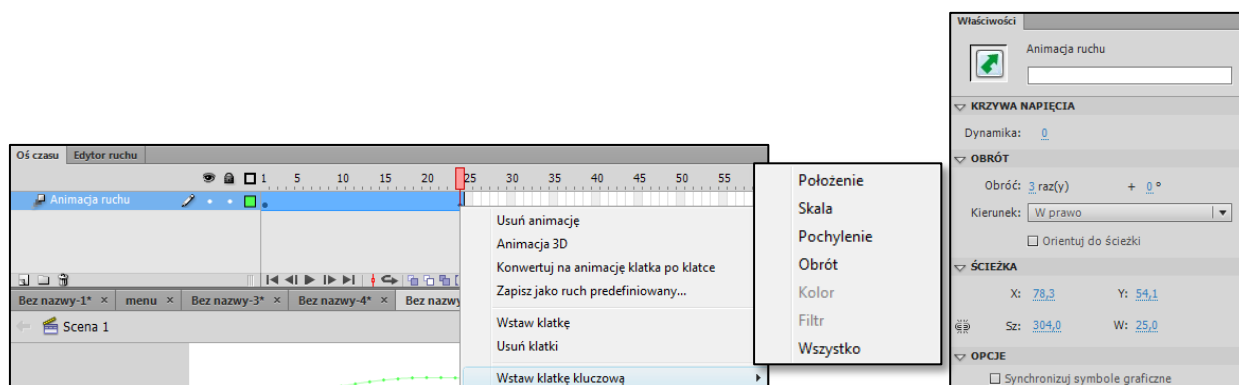 Oś czasu Edytor ruchu
1 5 10 15 20 25 30 35 40 45 50 55
Animacja ruchu
Bez nazwy-1* × menu × Bez nazwy-3* × Bez nazwy-4* × Bez nazwy
Scena 1
Usuń animację
Animacja 3D
Konwertuj na animację klatka po klatce
Zapisz jako ruch predefiniowany...
Wstaw klatkę
Usuń klatki
Wstaw klatkę kluczową
Położenie
Skala
Pochylenie
Obrót
Kolor
Filtr
Wszystko
Właściwości
Animacja ruchu
KRZYWA NAPIĘCIA
Dynamika: 0
OBRÓT
Obróć: 3 raz(y) + 0 °
Kierunek: W prawo
Orientuj do ścieżki
ŚCIEŻKA
X: 78,3 Y: 54,1
Sz: 304,0 W: 25,0
OPCJE
Synchronizuj symbole graficzne